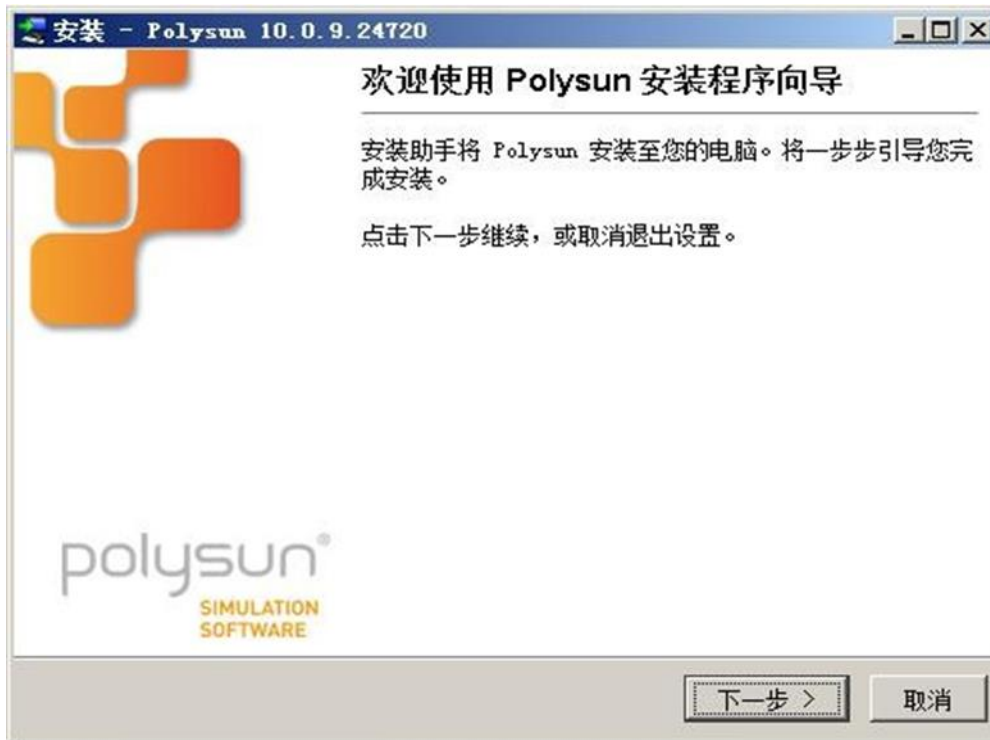 安装 - Polysun 10.0.9.24720
欢迎使用 Polysun 安装程序向导
安装助手将 Polysun 安装至您的电脑。将一步步引导您完
成安装。
点击下一步继续，或取消退出设置。
polysun®
SIMULATION
SOFTWARE
下一步 >
取消